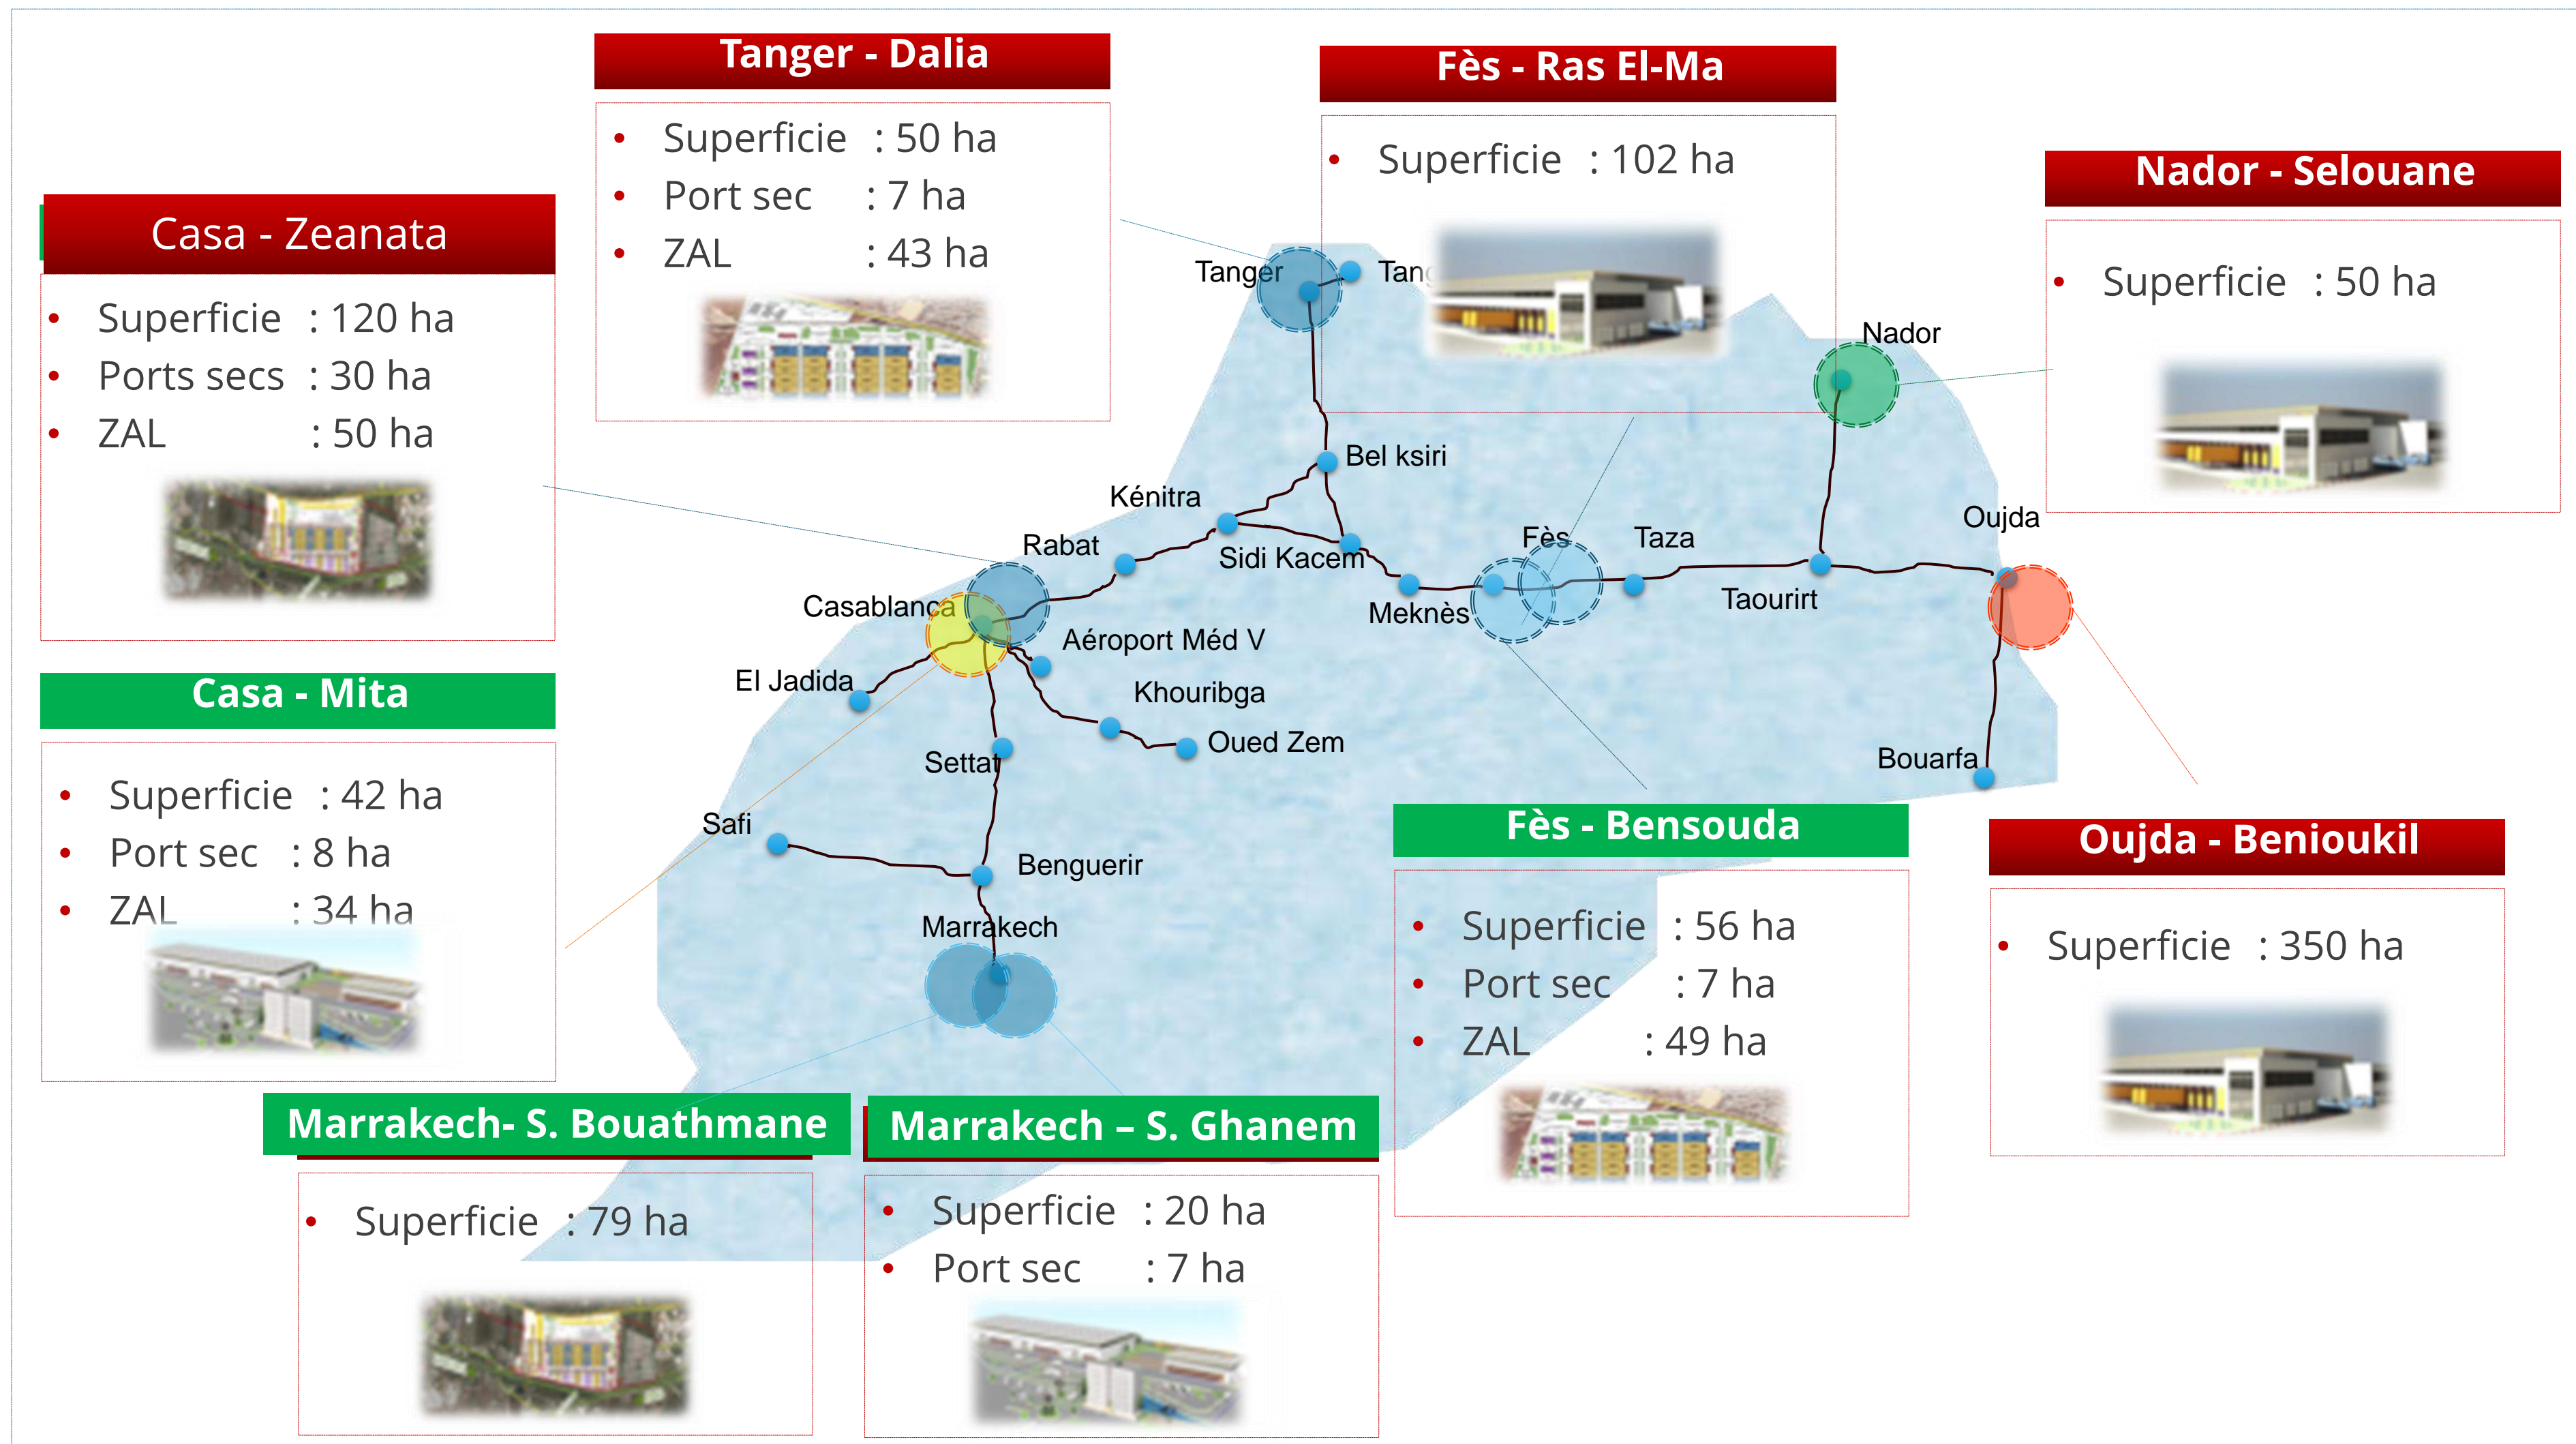 Tanger - Dalia
• Superficie : 50 ha
• Port sec : 7 ha
• ZAL : 43 ha
Fès - Ras El-Ma
• Superficie : 102 ha
Nador - Selouane
• Superficie : 50 ha
Casa - Zeanata
• Superficie : 120 ha
• Ports secs : 30 ha
• ZAL : 50 ha
Casa - Mita
• Superficie : 42 ha
• Port sec : 8 ha
• ZAL : 34 ha
Tanger
Nador
Bel ksiri
Kénitra
Rabat
Sidi Kacem
Fès
Taza
Oujda
Casablanca
Meknès
Taourirt
Aéroport Méd V
El Jadida
Khouribga
Oued Zem
Settat
Bouarfa
Safi
Benguerir
Marrakech
Fès - Bensouda
• Superficie : 56 ha
• Port sec : 7 ha
• ZAL : 49 ha
Oujda - Benioukil
• Superficie : 350 ha
Marrakech- S. Bouathmane
• Superficie : 79 ha
Marrakech – S. Ghanem
• Superficie : 20 ha
• Port sec : 7 ha